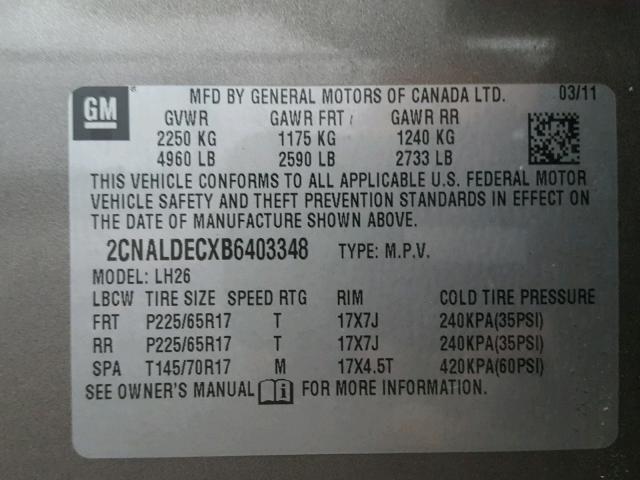 GM
MFD BY GENERAL MOTORS OF CANADA LTD. 03/11
GVWR GAWR FRT GAWR RR
2250 KG 1175 KG 1240 KG
4960 LB 2590 LB 2733 LB
THIS VEHICLE CONFORMS TO ALL APPLICABLE U.S. FEDERAL MOTOR
VEHICLE SAFETY AND THEFT PREVENTION STANDARDS IN EFFECT ON
THE DATE OF MANUFACTURE SHOWN ABOVE.
2CNALDECXB6403348 TYPE: M.P.V.
MODEL: LH26
LBCW TIRE SIZE SPEED RTG RIM COLD TIRE PRESSURE
FRT P225/65R17 T 17X7J 240KPA(35PSI)
RR P225/65R17 T 17X7J 240KPA(35PSI)
SPA T145/70R17 M 17X4.5T 420KPA(60PSI)
SEE OWNER'S MANUAL FOR MORE INFORMATION.